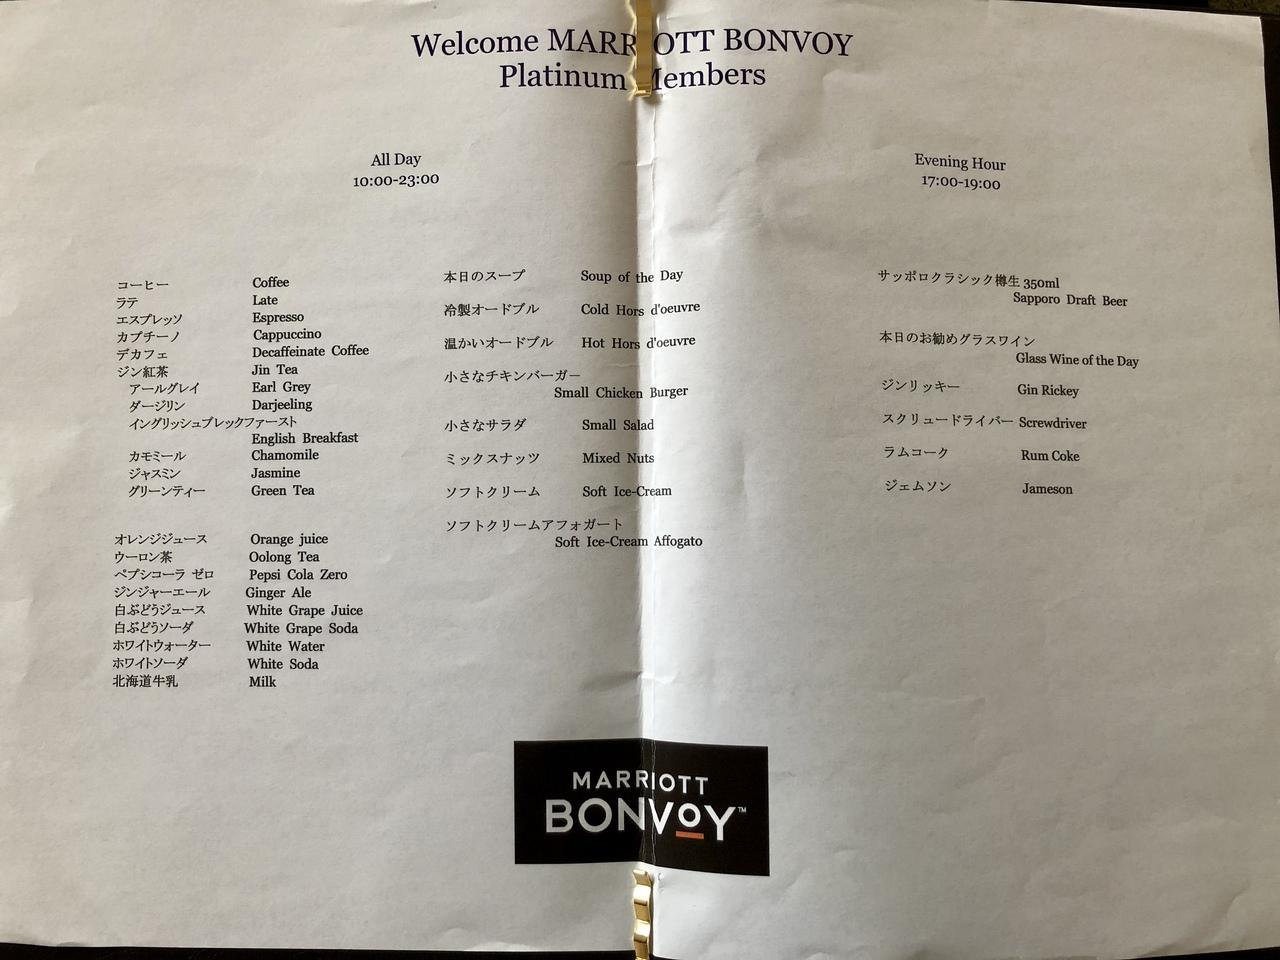 Welcome MARRIOTT BONVOY
Platinum Members
All Day
10:00-23:00
コーヒー Coffee
ラテ Late
エスプレッソ Espresso
カプチーノ Cappuccino
デカフェ Decaffeinate Coffee
ジン紅茶 Jin Tea
アールグレイ Earl Grey
ダージリン Darjeeling
イングリッシュブレックファースト
English Breakfast
カモミール Chamomile
ジャスミン Jasmine
グリーンティー Green Tea
オレンジジュース Orange juice
ウーロン茶 Oolong Tea
ペプシコーラ ゼロ Pepsi Cola Zero
ジンジャーエール Ginger Ale
白ぶどうジュース White Grape Juice
白ぶどうソーダ White Grape Soda
ホワイトウォーター White Water
ホワイトソーダ White Soda
北海道牛乳 Milk
本日のスープ Soup of the Day
冷製オードブル Cold Hors d'oeuvre
温かいオードブル Hot Hors d'oeuvre
小さなチキンバーガー
Small Chicken Burger
小さなサラダ Small Salad
ミックスナッツ Mixed Nuts
ソフトクリーム Soft Ice-Cream
ソフトクリームアフォガート
Soft Ice-Cream Affogato
Evening Hour
17:00-19:00
サッポロクラシック樽生 350ml
Sapporo Draft Beer
本日のお勧めグラスワイン
Glass Wine of the Day
ジンリッキー Gin Rickey
スクリュードライバー Screwdriver
ラムコーク Rum Coke
ジェムソン Jameson
MARRIOTT
BONVOY™